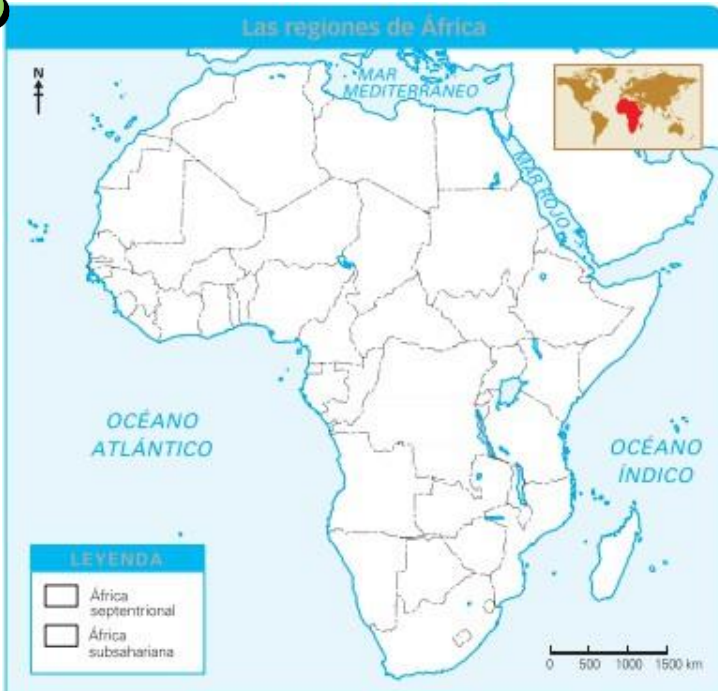 Las regiones de África
N
MAR
MEDITERRÁNEO
MAR ROJO
OCÉANO
ATLÁNTICO
OCÉANO
ÍNDICO
LEYENDA
África
septentrional
África
subsahariana
0 500 1000 1500 km